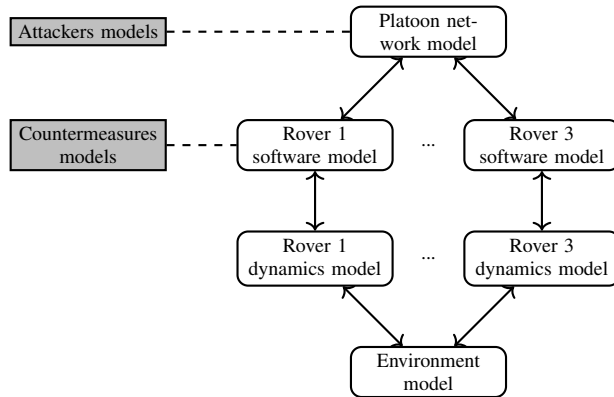 Attackers models
Platoon net-
work model
Countermeasures
models
Rover 1
software model
...
Rover 3
software model
Rover 1
dynamics model
...
Rover 3
dynamics model
Environment
model